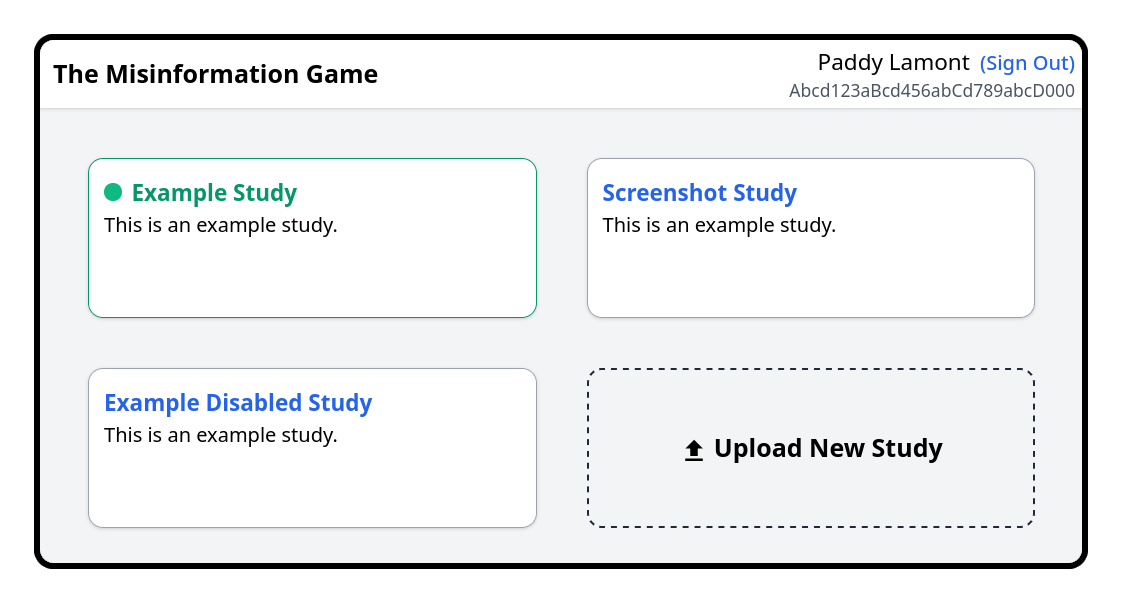 The Misinformation Game
Paddy Lamont (Sign Out)
Abcd123aBcd456abCd789abcD000
Example Study
This is an example study.
Screenshot Study
This is an example study.
Example Disabled Study
This is an example study.
Upload New Study